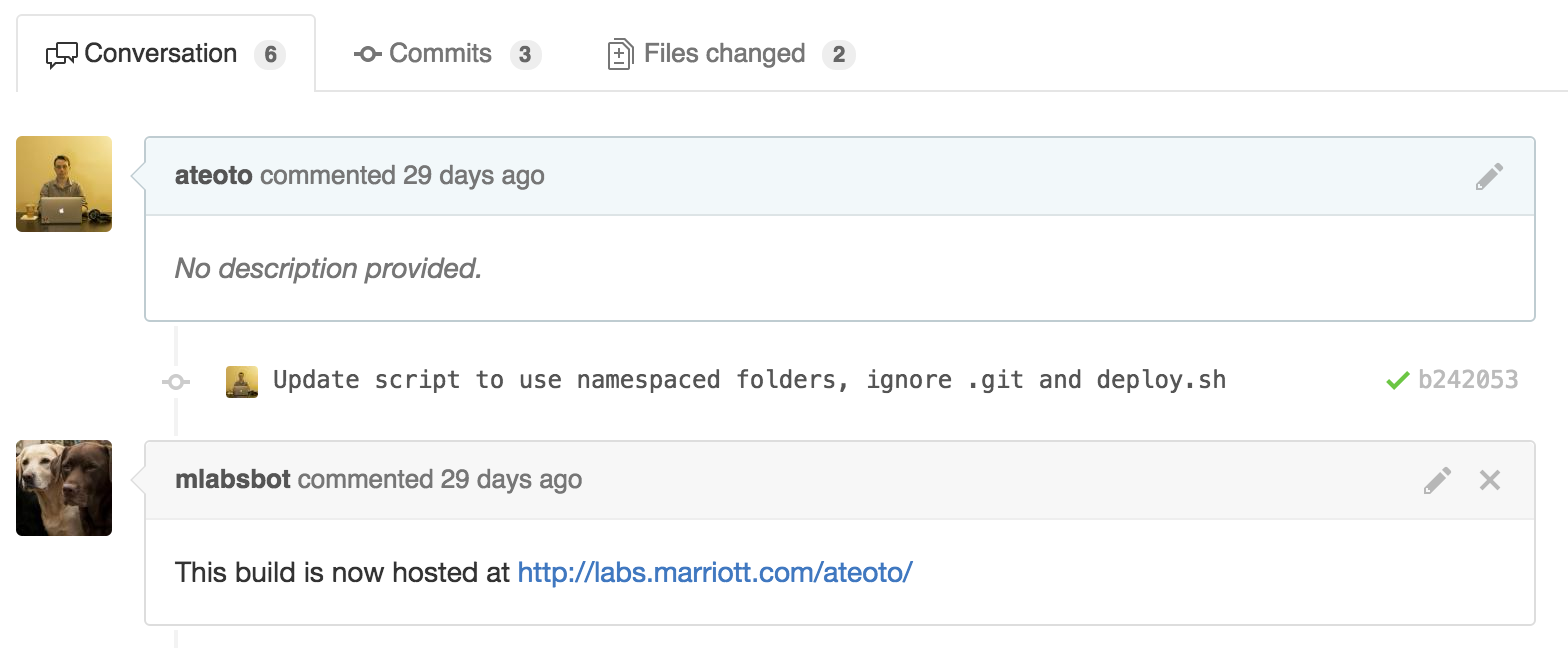 Conversation 6 Commits 3 Files changed 2
ateoto commented 29 days ago
No description provided.
Update script to use namespaced folders, ignore .git and deploy.sh b242053
mlabsbot commented 29 days ago
This build is now hosted at http://labs.marriott.com/ateoto/